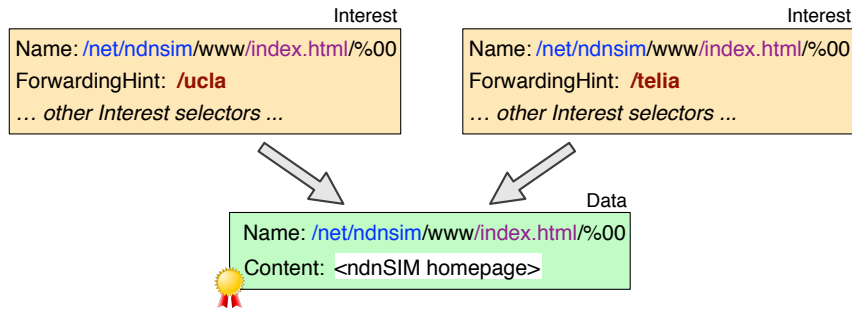 Interest
Name: /net/ndnsim/www/index.html/%00
ForwardingHint: /ucla
… other Interest selectors ...
Interest
Name: /net/ndnsim/www/index.html/%00
ForwardingHint: /telia
… other Interest selectors ...
Data
Name: /net/ndnsim/www/index.html/%00
Content: <ndnSIM homepage>